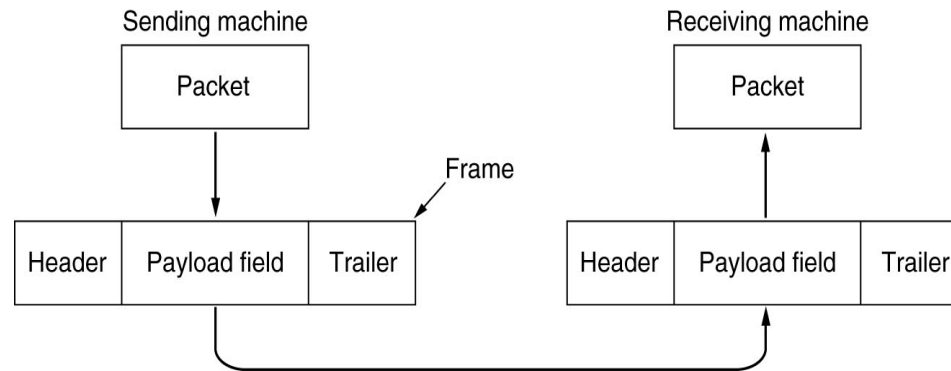 Sending machine
Receiving machine
Packet
Packet
Frame
Header
Payload field
Trailer
Header
Payload field
Trailer